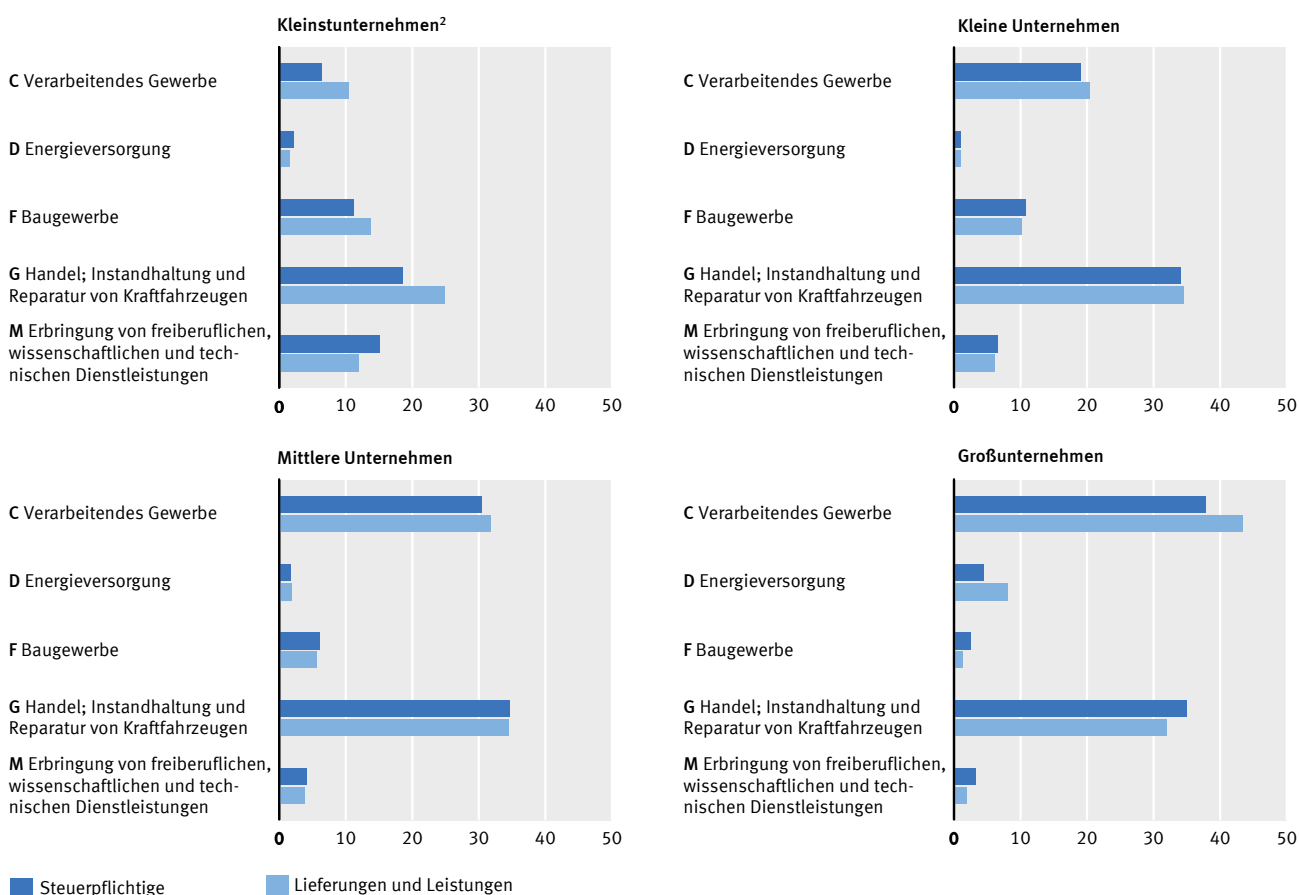 Kleinstunternehmen²
C Verarbeitendes Gewerbe
D Energieversorgung
F Baugewerbe
G Handel; Instandhaltung und
Reparatur von Kraftfahrzeugen
M Erbringung von freiberuflichen,
wissenschaftlichen und tech-
nischen Dienstleistungen
0 10 20 30 40 50
Kleine Unternehmen
C Verarbeitendes Gewerbe
D Energieversorgung
F Baugewerbe
G Handel; Instandhaltung und
Reparatur von Kraftfahrzeugen
M Erbringung von freiberuflichen,
wissenschaftlichen und tech-
nischen Dienstleistungen
0 10 20 30 40 50
Mittlere Unternehmen
C Verarbeitendes Gewerbe
D Energieversorgung
F Baugewerbe
G Handel; Instandhaltung und
Reparatur von Kraftfahrzeugen
M Erbringung von freiberuflichen,
wissenschaftlichen und tech-
nischen Dienstleistungen
0 10 20 30 40 50
Großunternehmen
C Verarbeitendes Gewerbe
D Energieversorgung
F Baugewerbe
G Handel; Instandhaltung und
Reparatur von Kraftfahrzeugen
M Erbringung von freiberuflichen,
wissenschaftlichen und tech-
nischen Dienstleistungen
0 10 20 30 40 50
Steuerpflichtige Lieferungen und Leistungen